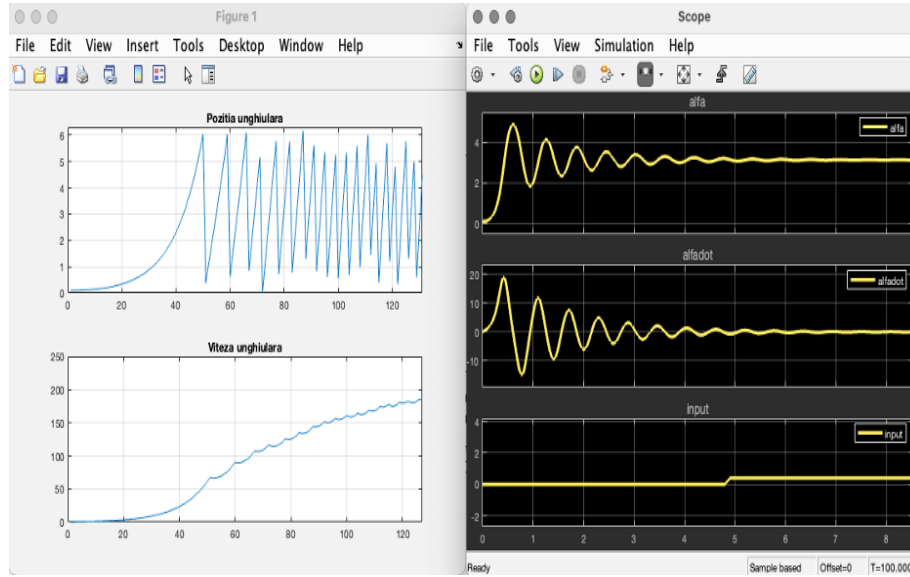 Figure 1
File Edit View Insert Tools Desktop Window Help
Pozitia unghiulara
6
5
4
3
2
1
0
0 20 40 60 80 100 120
Viteza unghiulara
250
200
150
100
50
0
0 20 40 60 80 100 120
Scope
File Tools View Simulation Help
alfa
alfa
4
2
0
alfadot
alfadot
20
10
0
-10
input
input
4
2
0
-2
0 1 2 3 4 5 6 7 8
Ready Sample based Offset=0 T=100.000